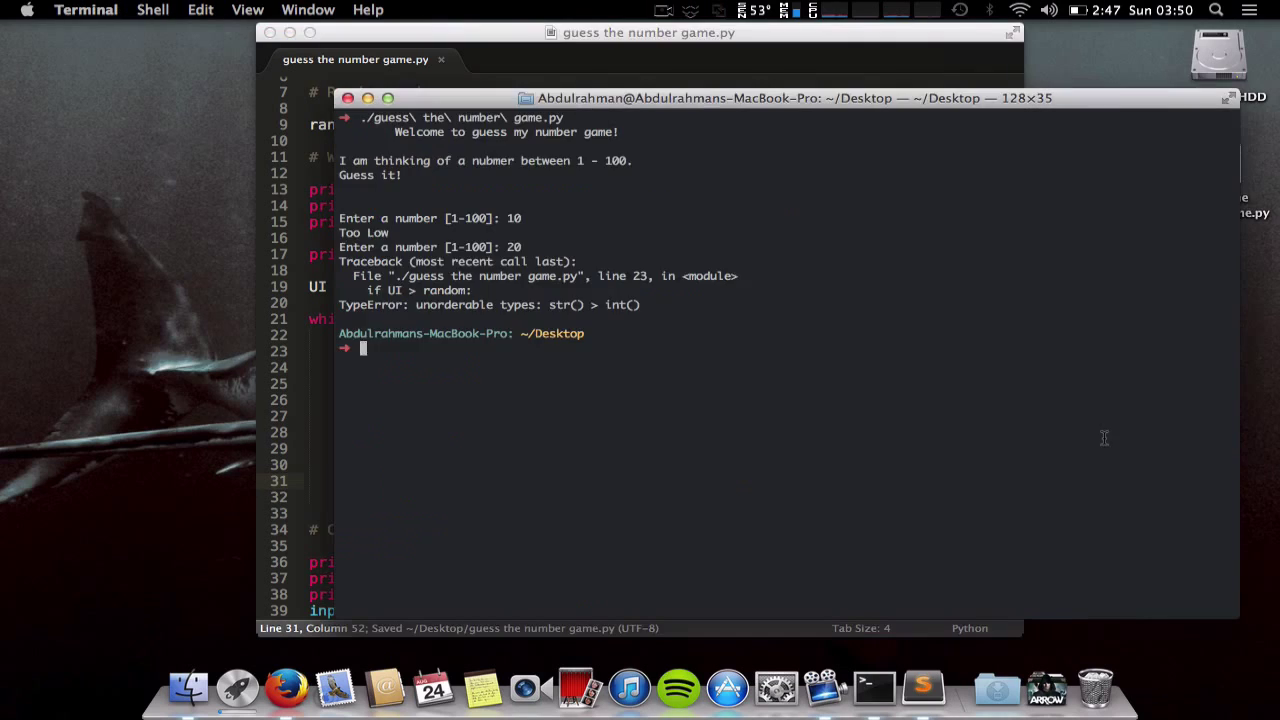 Terminal Shell Edit View Window Help 53° 2:47 Sun 03:50
guess the number game.py
guess the number game.py ×
HDD
Abdulrahman@Abdulrahmans-MacBook-Pro: ~/Desktop — ~/Desktop — 128×35
➜ ./guess\ the\ number\ game.py
Welcome to guess my number game!
I am thinking of a nubmer between 1 - 100.
Guess it!
Enter a number [1-100]: 10
Too Low
Enter a number [1-100]: 20
Traceback (most recent call last):
File "./guess the number game.py", line 23, in <module>
if UI > random:
TypeError: unorderable types: str() > int()
Abdulrahmans-MacBook-Pro: ~/Desktop
➜
7 # R
8
9 ran
10
11 # W
12
13 pri
14 pri
15 pri
16
17 pri
18
19 UI
20
21 whi
22
23
24
25
26
27
28
29
30
31
32
33
34 # C
35
36 pri
37 pri
38 pri
39 inp
Line 31, Column 52; Saved ~/Desktop/guess the number game.py (UTF-8) Tab Size: 4 Python
AUG
24
ARROW